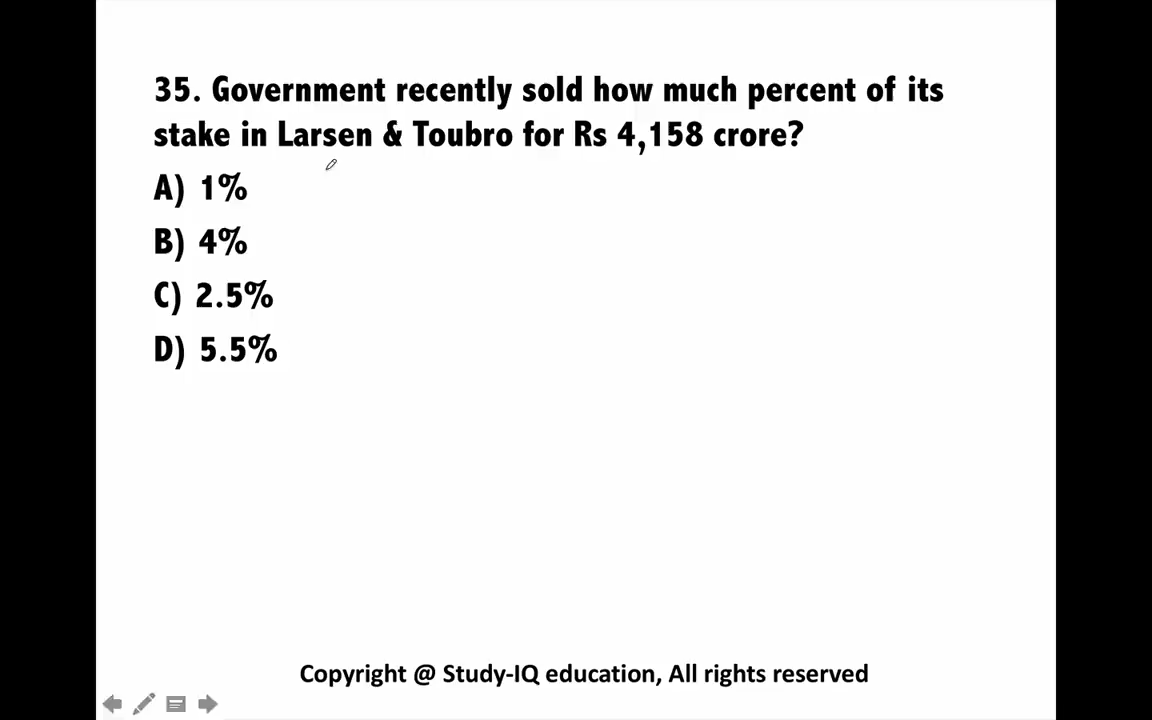 35. Government recently sold how much percent of its
stake in Larsen & Toubro for Rs 4,158 crore?
A) 1%
B) 4%
C) 2.5%
D) 5.5%
Copyright @ Study-IQ education, All rights reserved